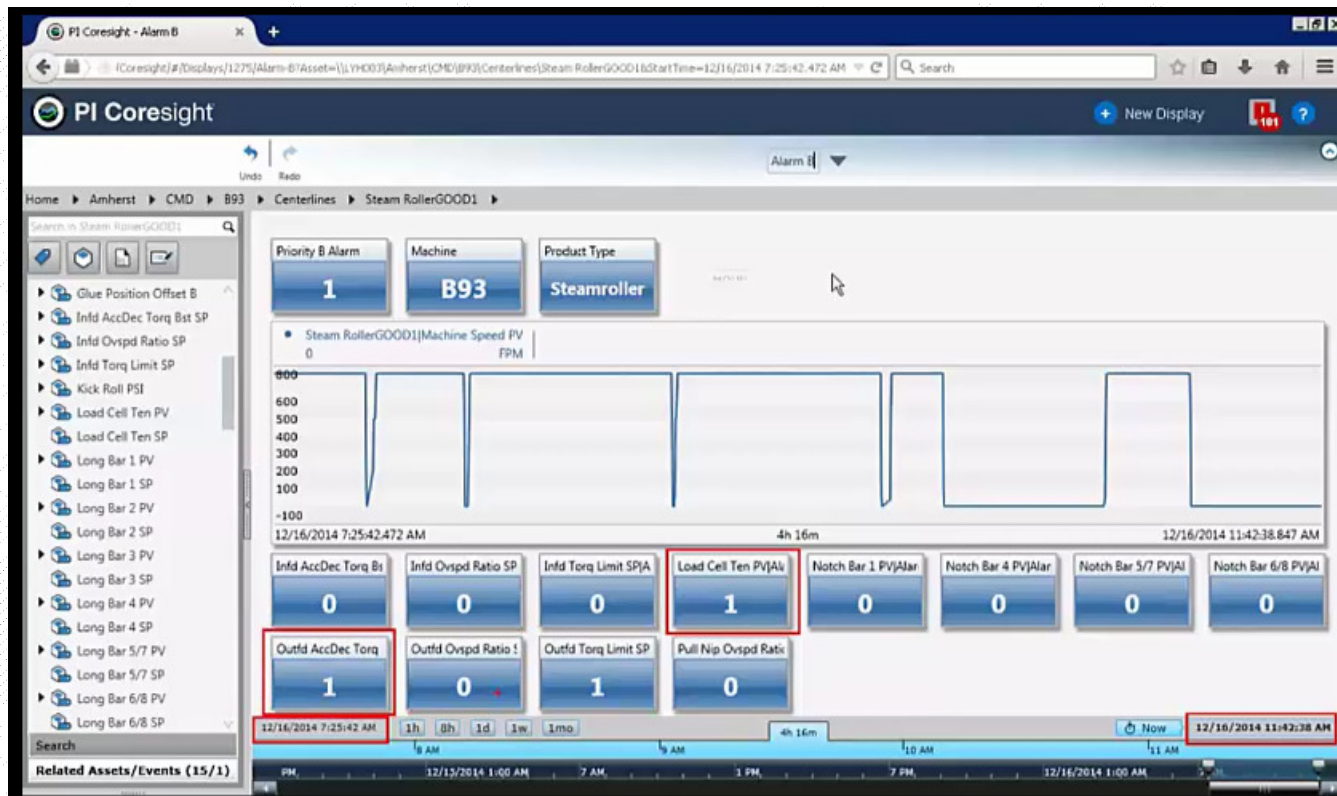 PI Coresight - Alarm B
/Coresight/#/Displays/1275/Alarm-B?Asset=\\LYH003\Amherst\CMD\B93\Centerlines\Steam RollerGOOD1&StartTime=12/16/2014 7:25:42.472 AM
Search
PI Coresight
New Display
101
Undo
Redo
Alarm B
Home Amherst CMD B93 Centerlines Steam RollerGOOD1
Search in Steam RollerGOOD1
Glue Position Offset B
Infd AccDec Torq Bst SP
Infd Ovspd Ratio SP
Infd Torq Limit SP
Kick Roll PSI
Load Cell Ten PV
Load Cell Ten SP
Long Bar 1 PV
Long Bar 1 SP
Long Bar 2 PV
Long Bar 2 SP
Long Bar 3 PV
Long Bar 3 SP
Long Bar 4 PV
Long Bar 4 SP
Long Bar 5/7 PV
Long Bar 5/7 SP
Long Bar 6/8 PV
Long Bar 6/8 SP
Search
Related Assets/Events (15/1)
Priority B Alarm
1
Machine
B93
Product Type
Steamroller
Steam RollerGOOD1|Machine Speed PV
0 FPM
800
600
500
400
300
200
100
-100
12/16/2014 7:25:42.472 AM
4h 16m
12/16/2014 11:42:38.847 AM
Infd AccDec Torq Bs
0
Infd Ovspd Ratio SP
0
Infd Torq Limit SP|A
0
Load Cell Ten PV|Ala
1
Notch Bar 1 PV|Alar
0
Notch Bar 4 PV|Alar
0
Notch Bar 5/7 PV|Al
0
Notch Bar 6/8 PV|Al
0
Outfd AccDec Torq
1
Outfd Ovspd Ratio S
0
Outfd Torq Limit SP
1
Pull Nip Ovspd Ratio
0
12/16/2014 7:25:42 AM
1h 8h 1d 1w 1mo
4h 16m
Now
12/16/2014 11:42:38 AM
8 AM 9 AM 10 AM 11 AM
PM 12/15/2014 1:00 AM 7 AM 1 PM 7 PM 12/16/2014 1:00 AM